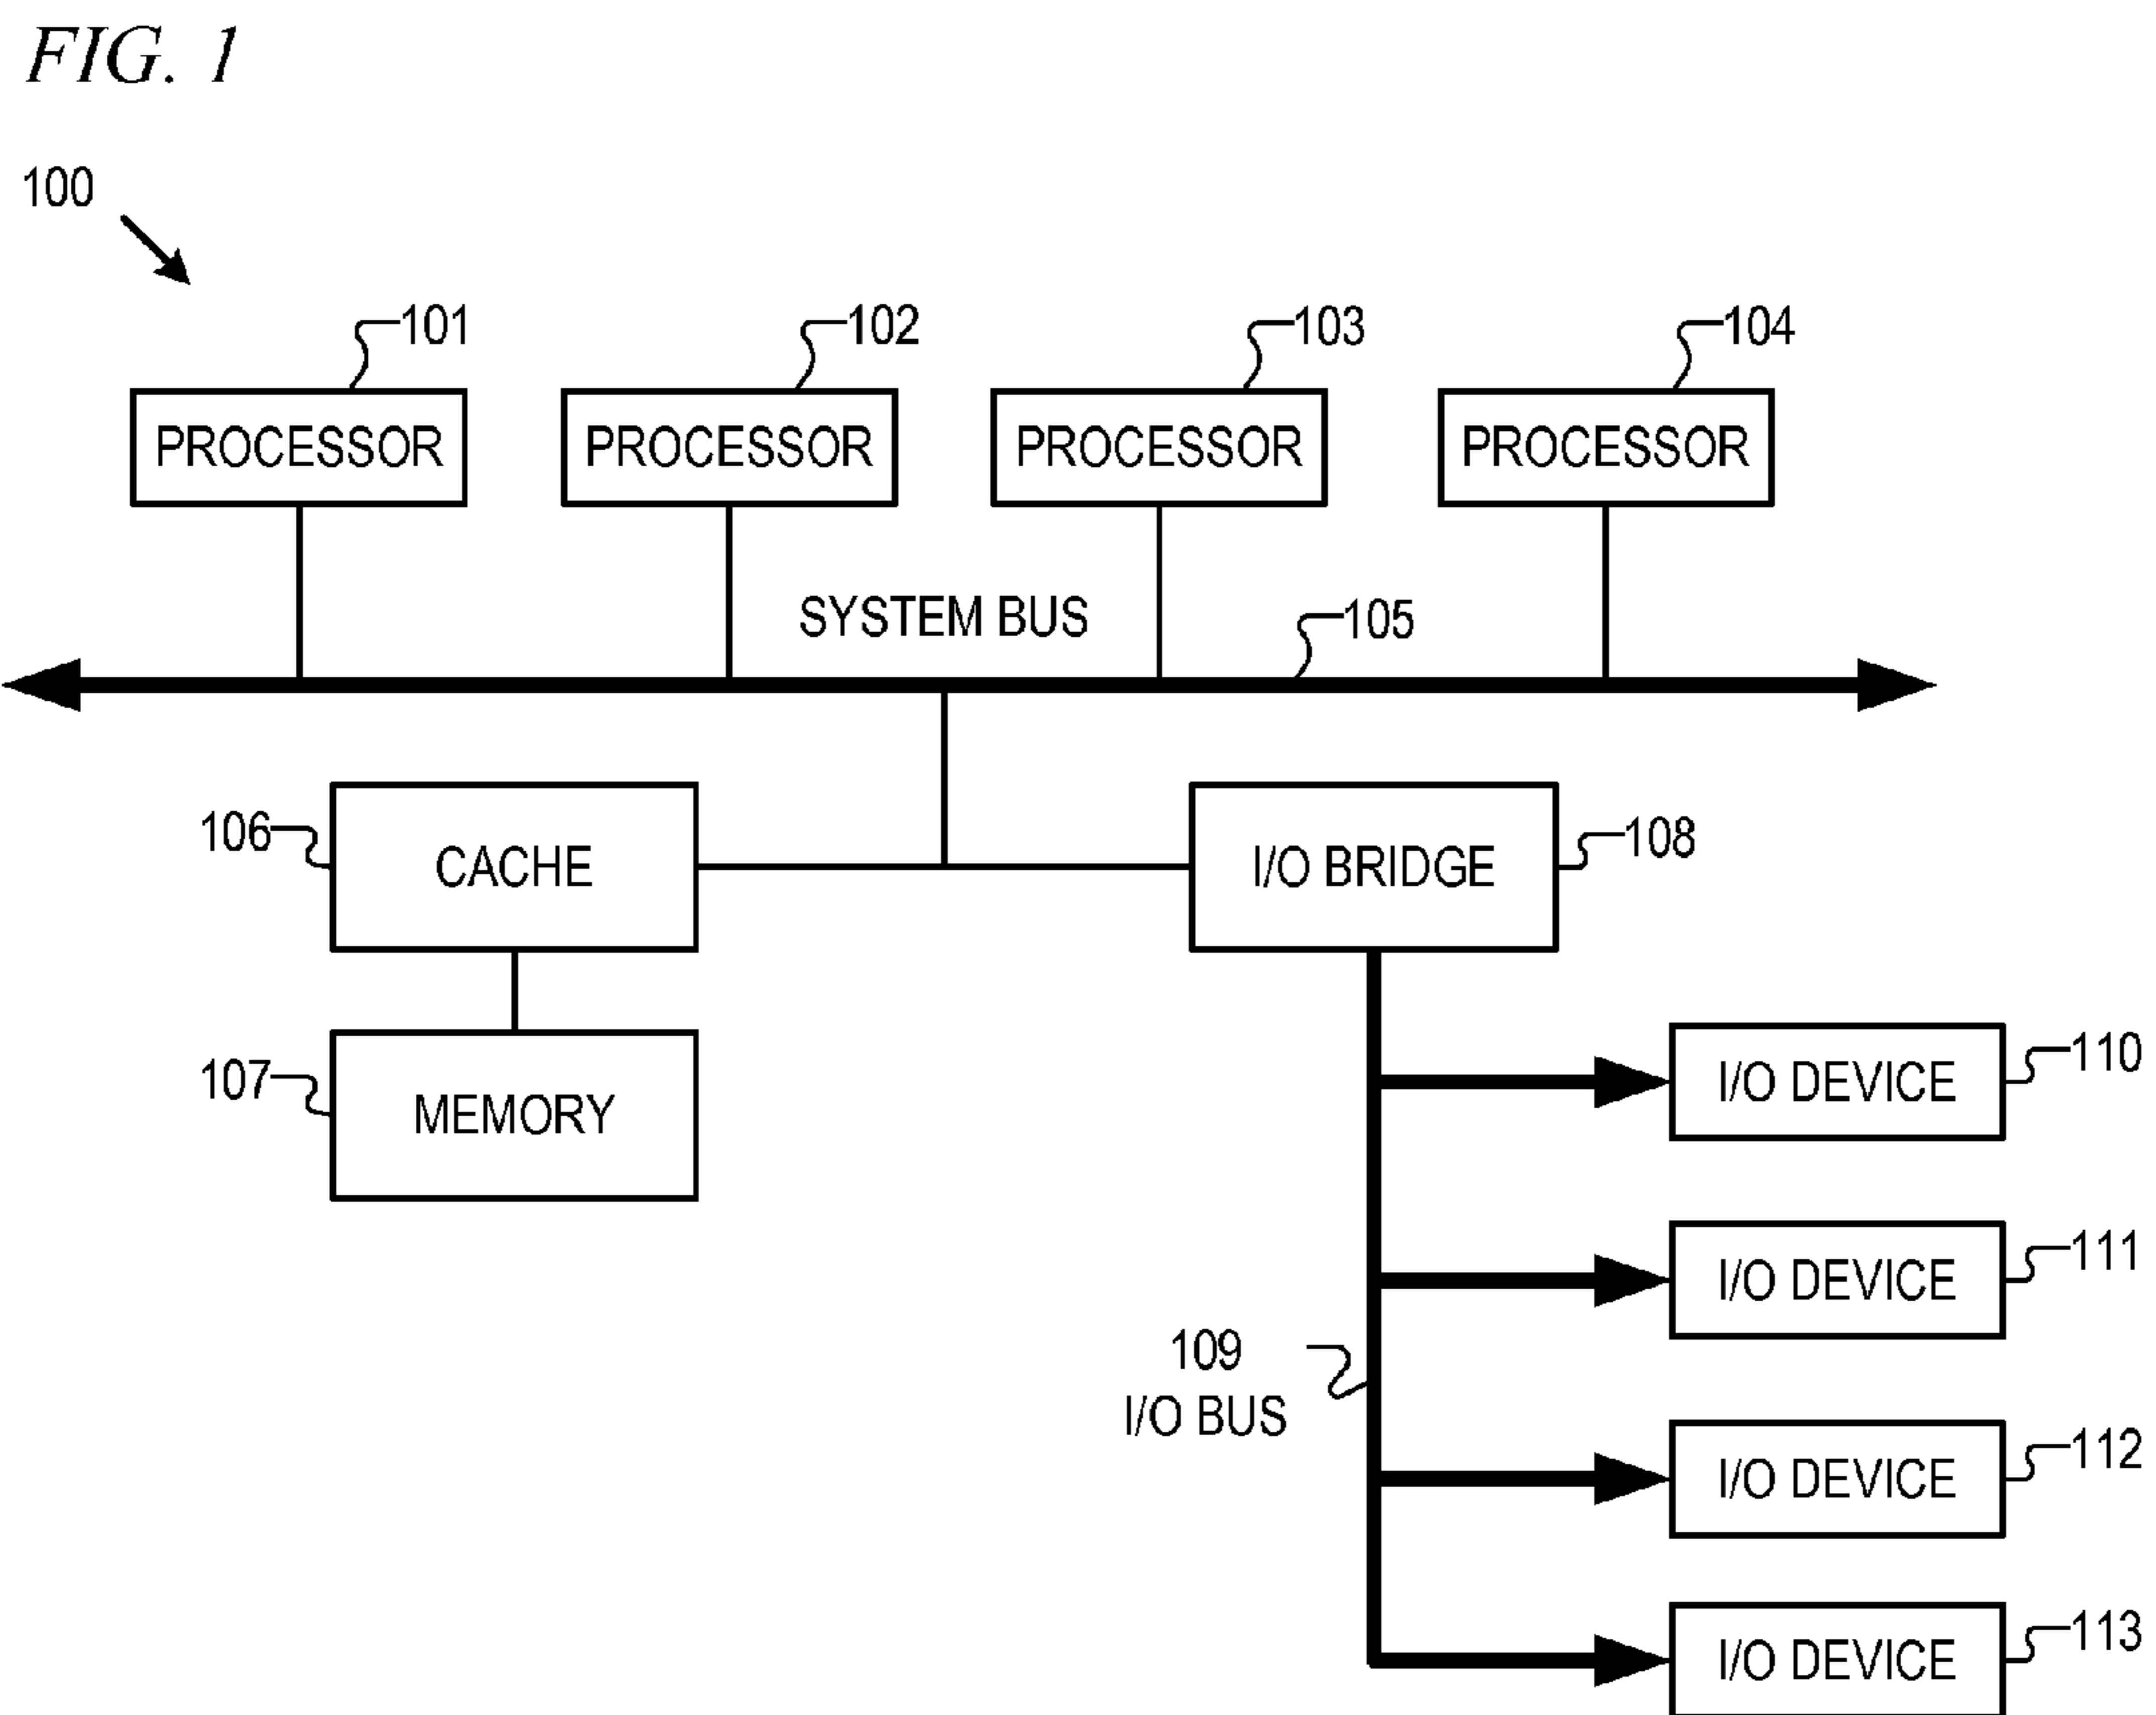 FIG. 1
100
101
102
103
104
PROCESSOR
PROCESSOR
PROCESSOR
PROCESSOR
SYSTEM BUS
105
106
CACHE
I/O BRIDGE
108
107
MEMORY
I/O DEVICE
110
I/O DEVICE
111
109
I/O BUS
I/O DEVICE
112
I/O DEVICE
113